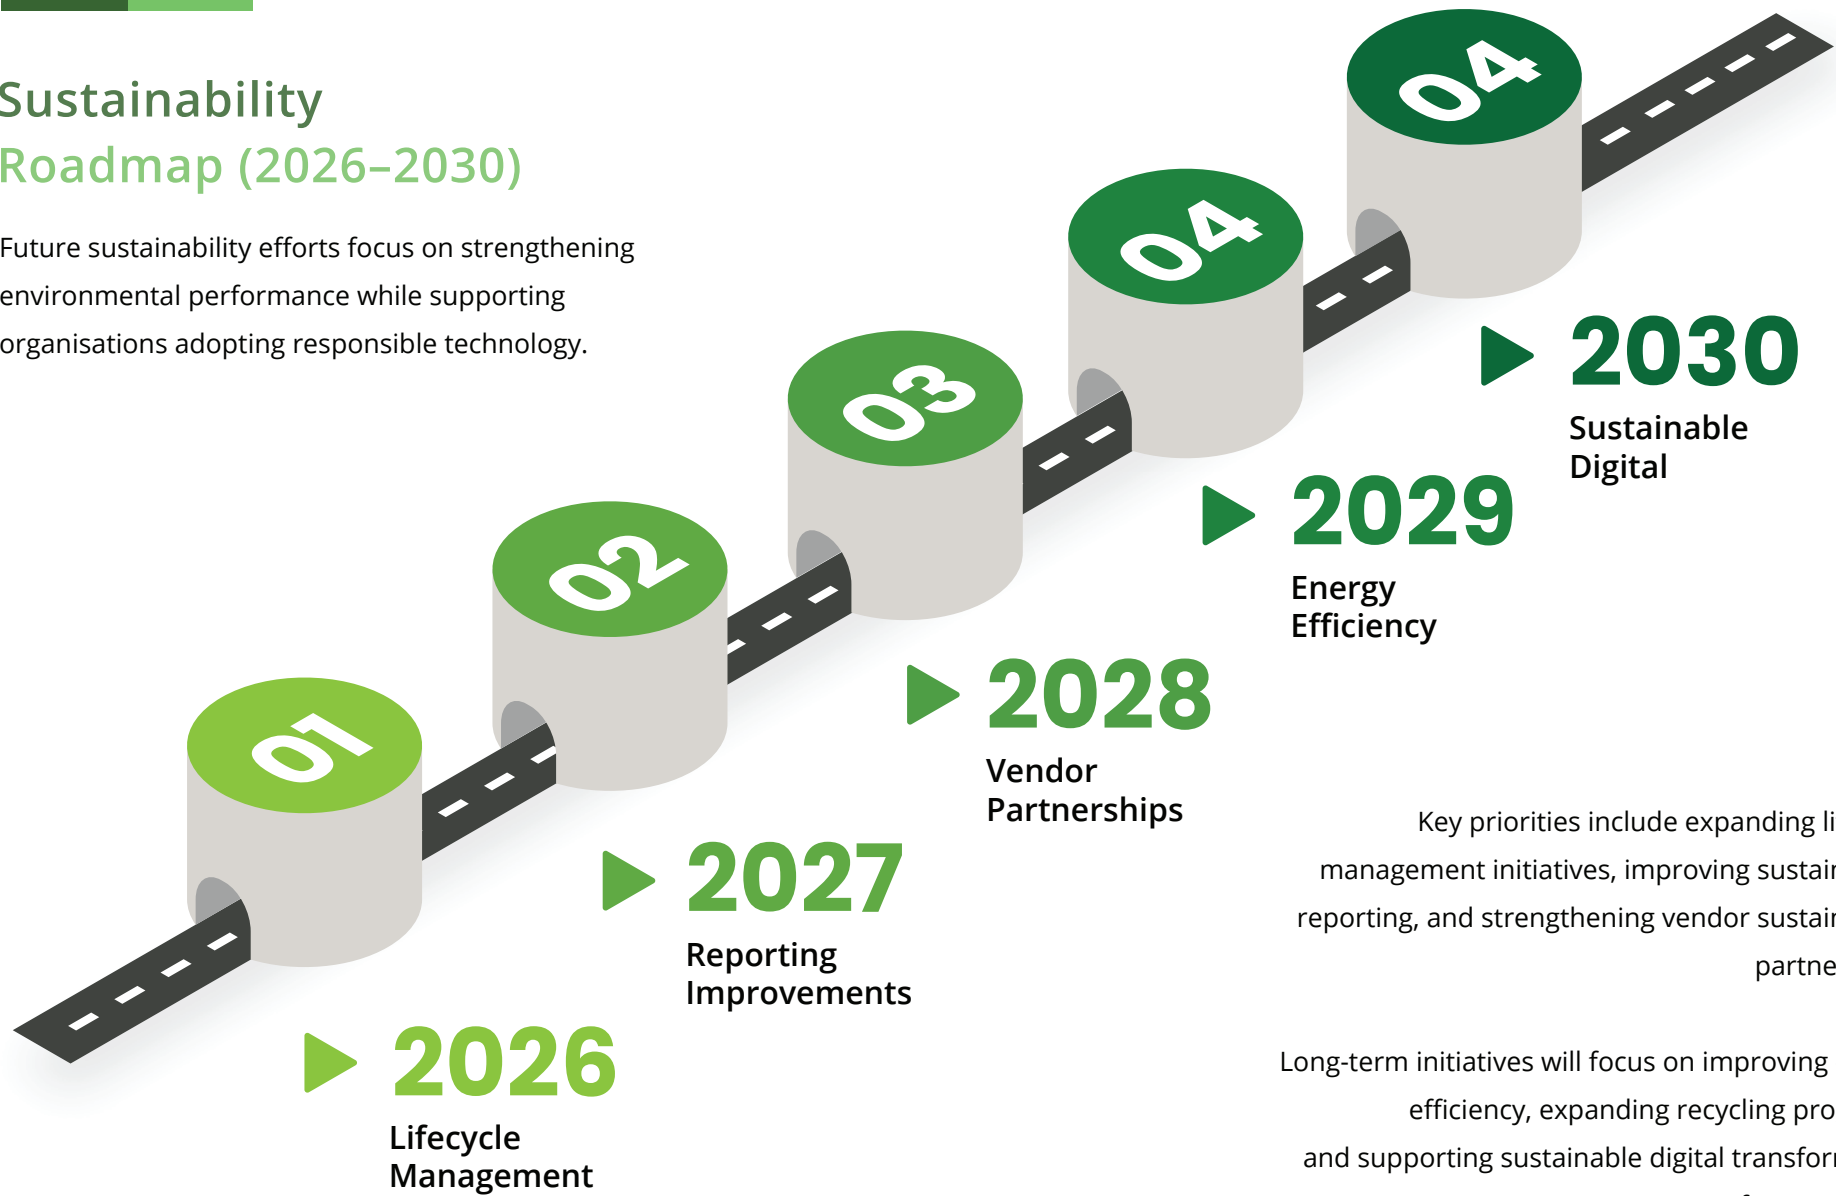 Sustainability
Roadmap (2026–2030)
Future sustainability efforts focus on strengthening
environmental performance while supporting
organisations adopting responsible technology.
04
04
03
02
01
2030
Sustainable
Digital
2029
Energy
Efficiency
2028
Vendor
Partnerships
2027
Reporting
Improvements
2026
Lifecycle
Management
Key priorities include expanding
management initiatives, improving
reporting, and strengthening vendor
Long-term initiatives will focus on improving
efficiency, expanding recycling
and supporting sustainable digital